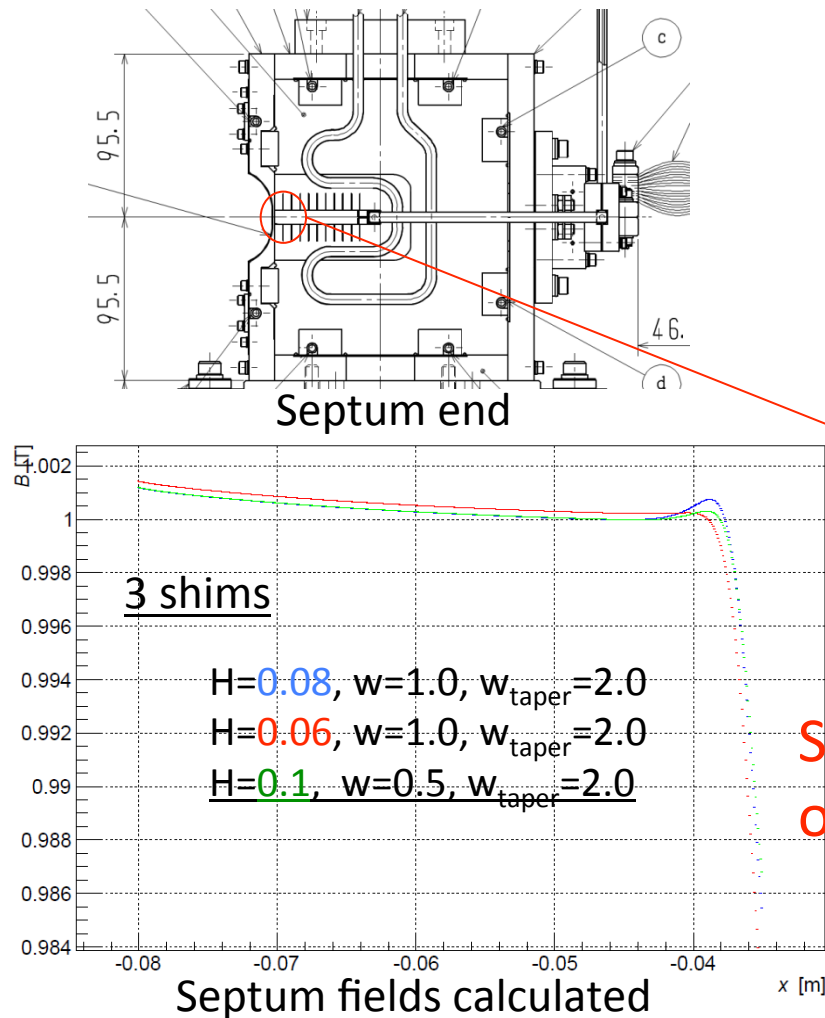 c
95.5
95.5
46.
d
Septum end
B [T]
1.002
1
0.998
0.996
0.994
0.992
0.99
0.988
0.986
0.984
3 shims
H=0.08, w=1.0, wtaper=2.0
H=0.06, w=1.0, wtaper=2.0
H=0.1, w=0.5, wtaper=2.0
S
o
-0.08 -0.07 -0.06 -0.05 -0.04
x [m]
Septum fields calculated